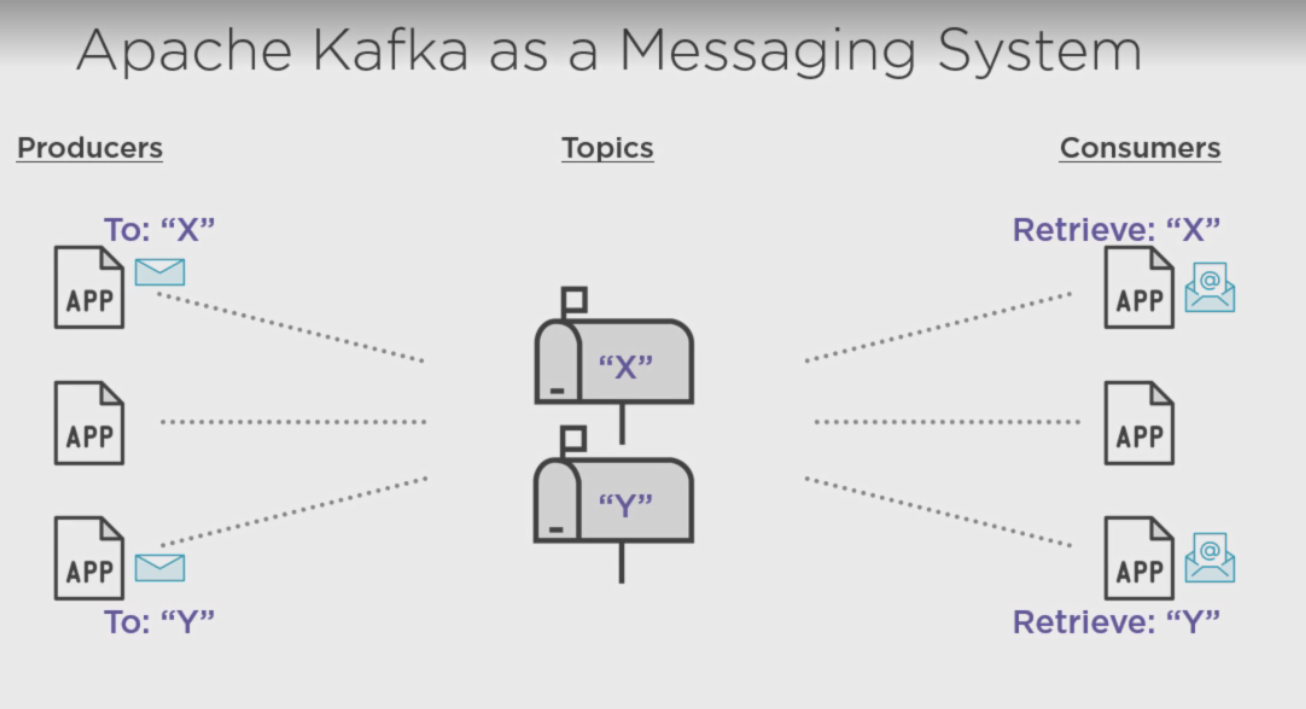 Apache Kafka as a Messaging System
Producers
Topics
Consumers
To: “X”
Retrieve: “X”
APP
APP
“X”
APP
APP
“Y”
APP
@
APP
@
To: “Y”
Retrieve: “Y”